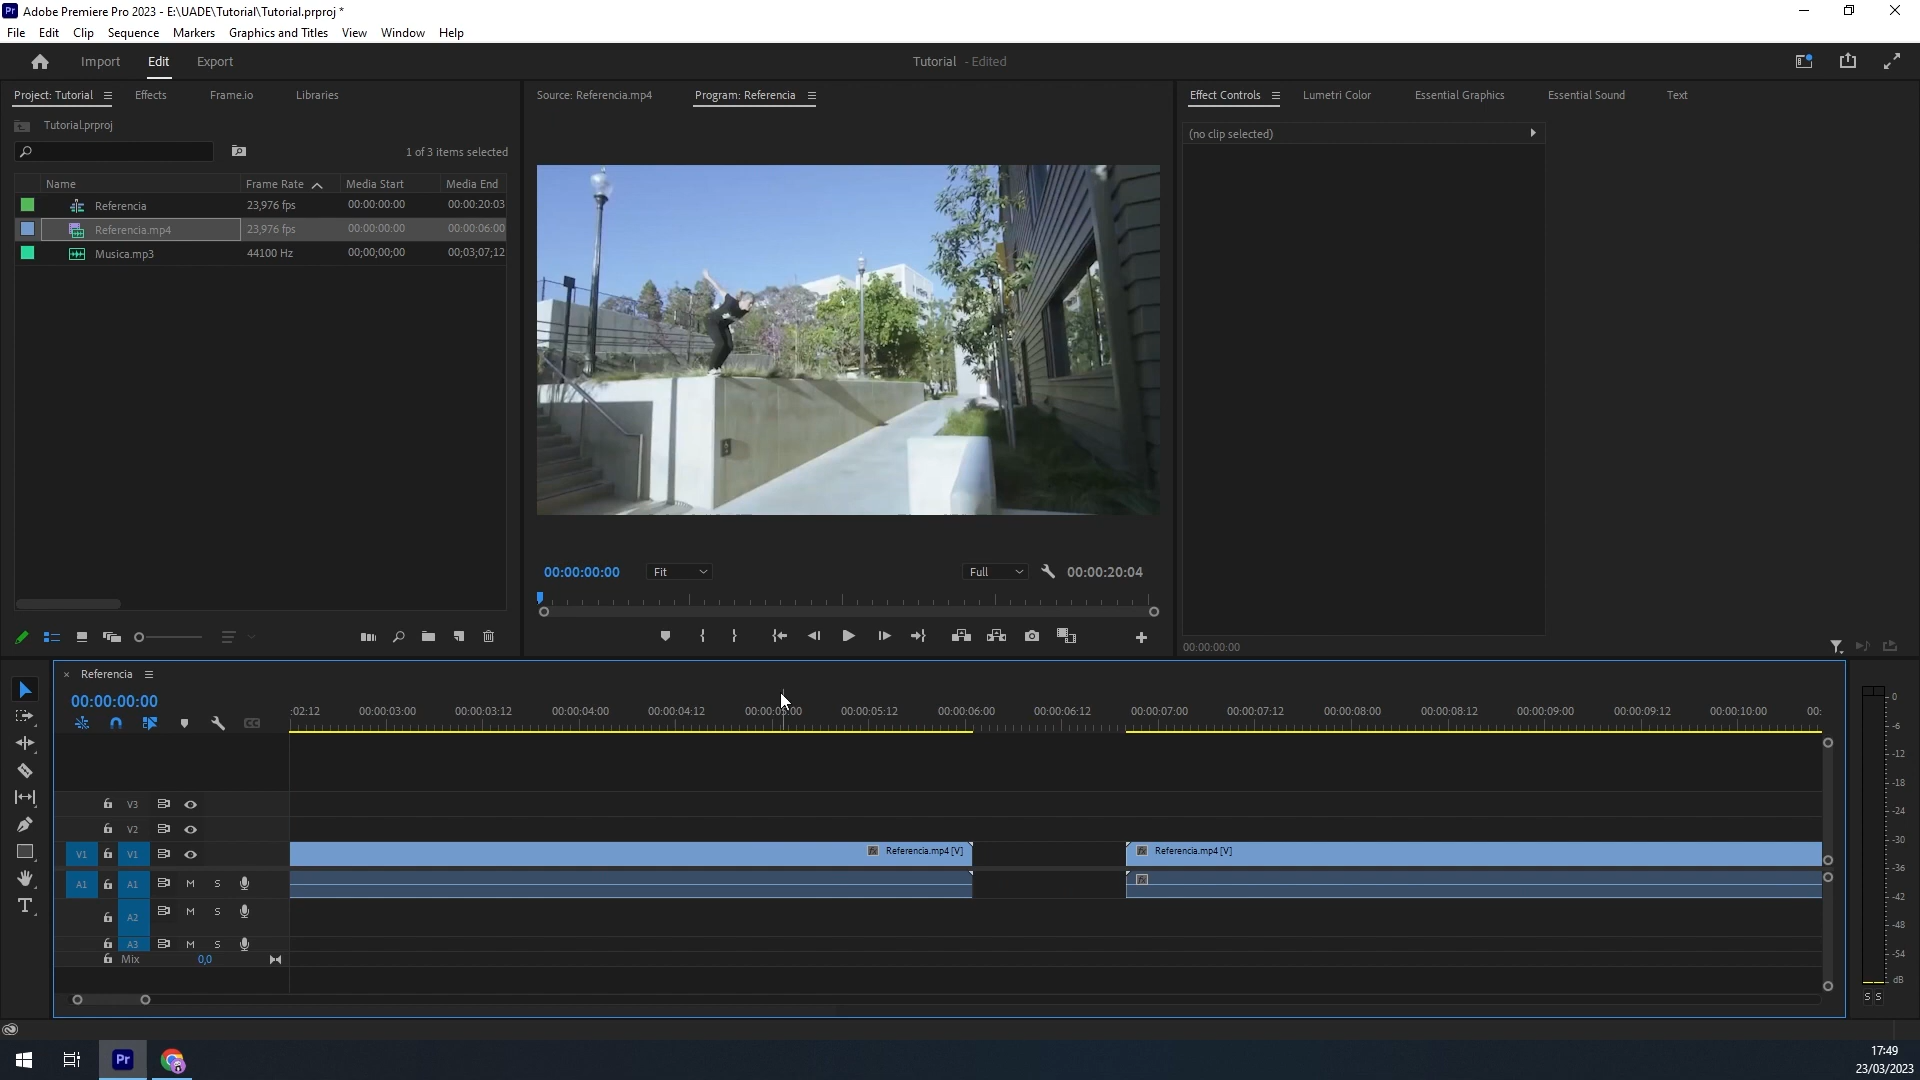 Adobe Premiere Pro 2023 - E:\UADE\Tutorial\Tutorial.prproj *
File Edit Clip Sequence Markers Graphics and Titles View Window Help
Import Edit Export Tutorial - Edited
Project: Tutorial Effects Frame.io Libraries
Tutorial.prproj
1 of 3 items selected
Name Frame Rate Media Start Media End
Referencia 23,976 fps 00:00:00:00 00:00:20:03
Referencia.mp4 23,976 fps 00:00:00:00 00:00:06:00
Musica.mp3 44100 Hz 00;00;00;00 00;03;07;12
Source: Referencia.mp4 Program: Referencia
00:00:00:00 Fit Full 00:00:20:04
Effect Controls Lumetri Color Essential Graphics Essential Sound Text
(no clip selected)
00:00:00:00
× Referencia
00:00:00:00
:02:12 00:00:03:00 00:00:03:12 00:00:04:00 00:00:04:12 00:00:05:00 00:00:05:12 00:00:06:00 00:00:06:12 00:00:07:00 00:00:07:12 00:00:08:00 00:00:08:12 00:00:09:00 00:00:09:12 00:00:10:00 00:
CC
V3
V2
V1 V1 Referencia.mp4 [V] Referencia.mp4 [V]
A1 A1 M S
A2 M S
A3 M S
Mix 0,0
0
-6
-12
-18
-24
-30
-36
-42
-48
-54
dB
S S
Pr
17:49
23/03/2023